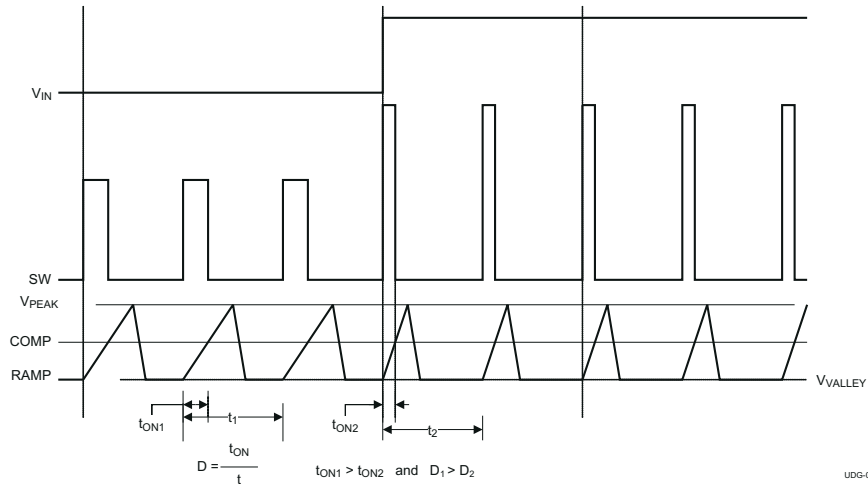 VIN
SW
VPEAK
COMP
RAMP
VVALLEY
tON1
t1
tON2
t2
D = tON / t
tON1 > tON2 and D1 > D2